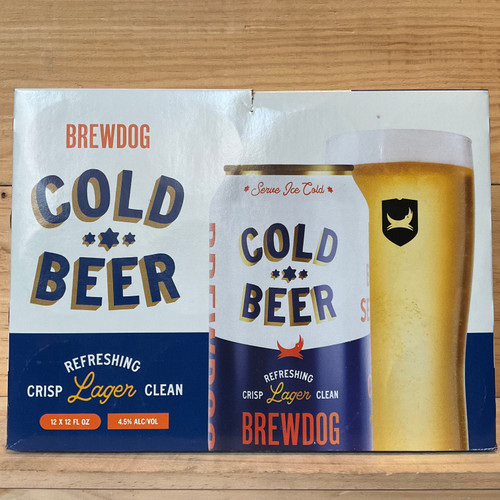 BREWDOG
COLD
BEER
REFRESHING
CRISP Lager CLEAN
12 X 12 FL OZ
4.5% ALC/VOL
Serve Ice Cold
COLD
BEER
REFRESHING
CRISP Lager CLEAN
BREWDOG